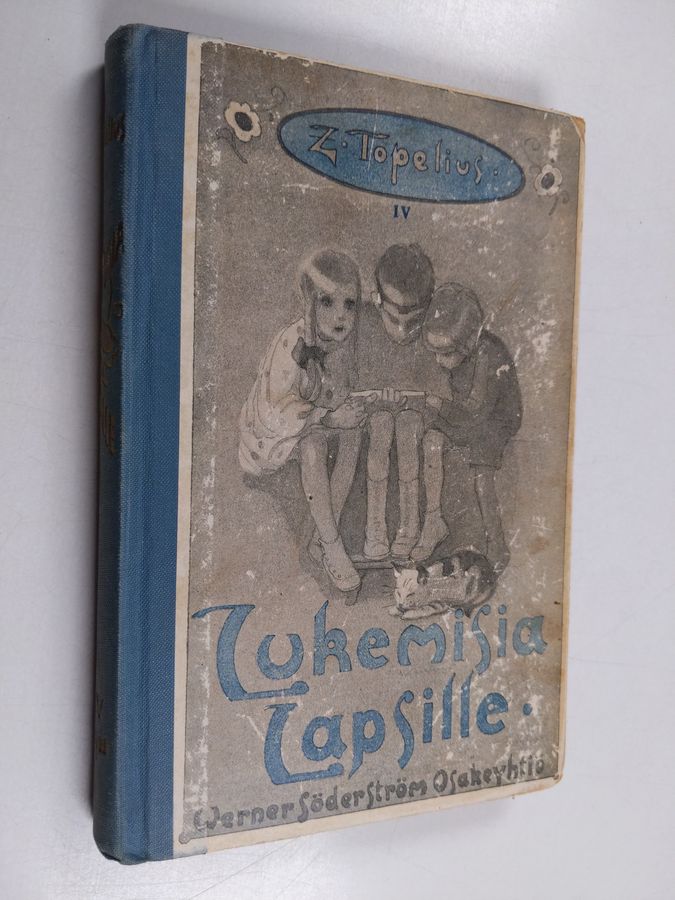 Z. Topelius.
IV
Lukemisia
Lapsille.
Werner Söderström Osakeyhtiö